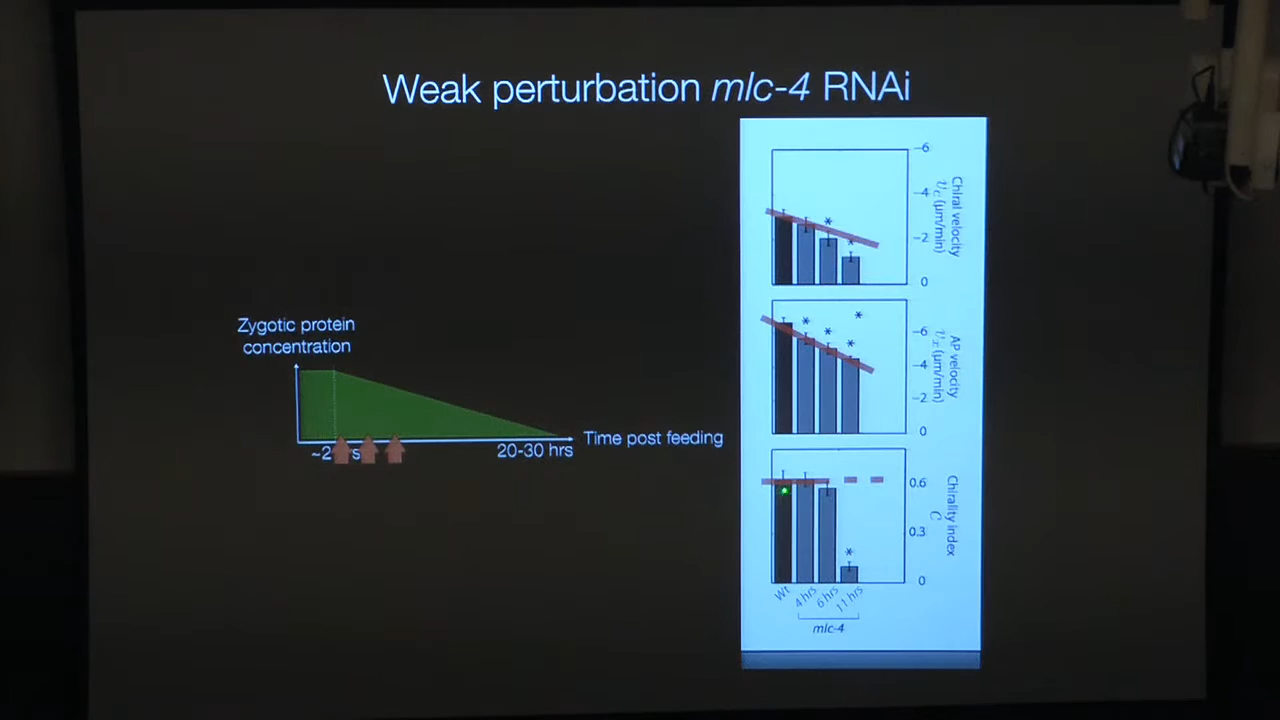 Weak perturbation mlc-4 RNAi
Zygotic protein
concentration
Time post feeding
20-30 hrs
-6
-4
-2
0
Chiral velocity
(μm/min)
*
*
-6
-4
-2
0
AP velocity
(μm/min)
*
*
*
*
0.6
0.3
0
Chirality index
C
*
Wt
4 hrs
6 hrs
11 hrs
mlc-4